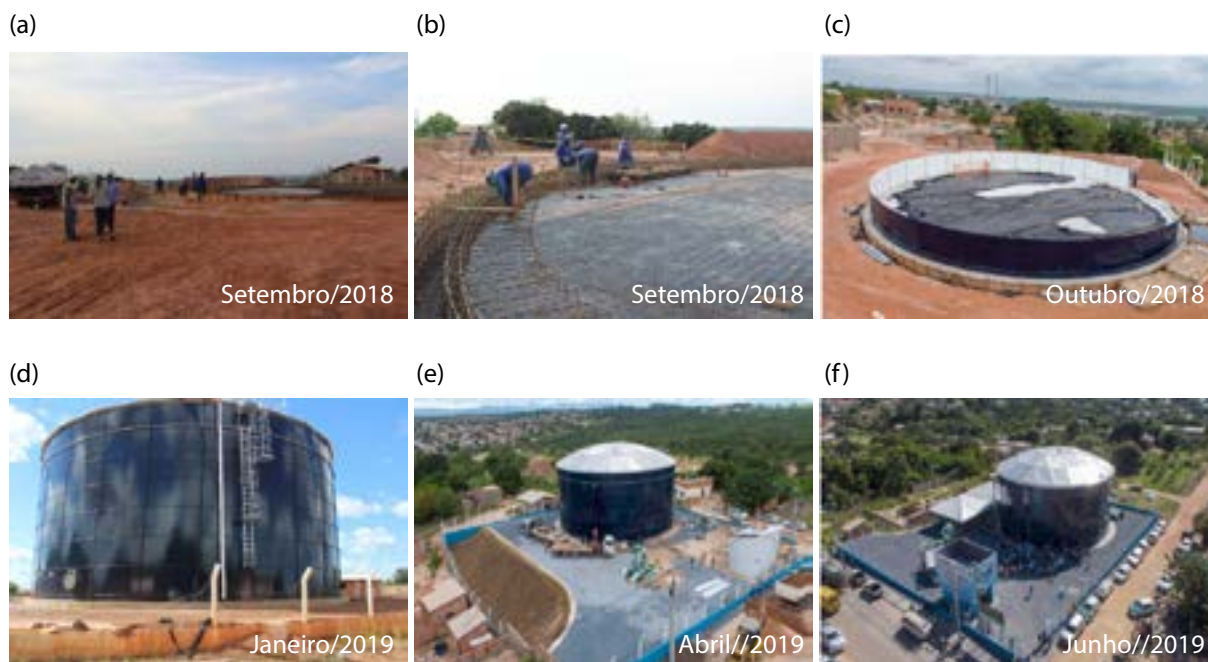 (a)
(b)
(c)
Setembro/2018
Setembro/2018
Outubro/2018
(d)
(e)
(f)
Janeiro/2019
Abril//2019
Junho//2019